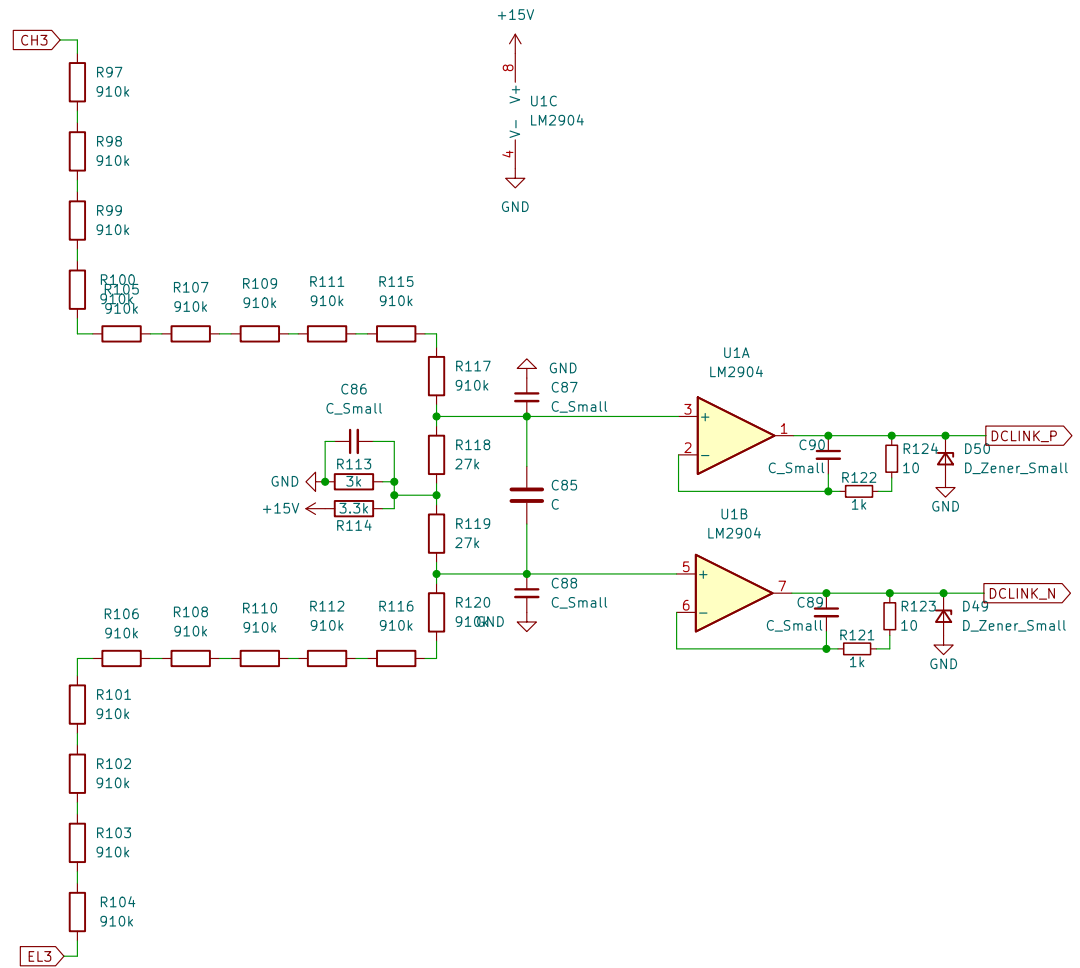 +15V
CH3
8
V+
U1C
LM2904
V-
4
GND
R97
910k
R98
910k
R99
910k
R100
910k
R105
910k
R107
910k
R109
910k
R111
910k
R115
910k
R117
910k
GND
C87
C_Small
U1A
LM2904
3
+
2
-
1
C86
C_Small
R113
3k
GND
+15V
3.3k
R114
R118
27k
C85
C
R119
27k
C90
C_Small
R124
10
R122
1k
D50
D_Zener_Small
GND
DCLINK_P
U1B
LM2904
5
+
6
-
7
C88
C_Small
GND
R120
910k
C89
C_Small
R123
10
R121
1k
D49
D_Zener_Small
GND
DCLINK_N
R106
910k
R108
910k
R110
910k
R112
910k
R116
910k
R101
910k
R102
910k
R103
910k
R104
910k
EL3